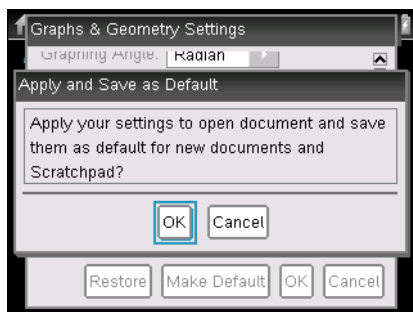 Graphs & Geometry Settings
Graphing Angle: Radian
Apply and Save as Default
Apply your settings to open document and save
them as default for new documents and
Scratchpad?
OK Cancel
Restore Make Default OK Cancel